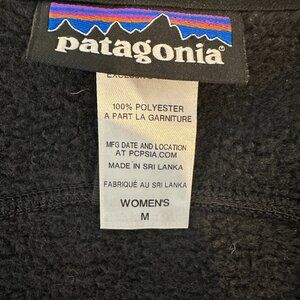 patagonia®
100% POLYESTER
A PART LA GARNITURE
MFG DATE AND LOCATION
AT PCPSIA.COM
MADE IN SRI LANKA
FABRIQUÉ AU SRI LANKA
WOMEN'S
M